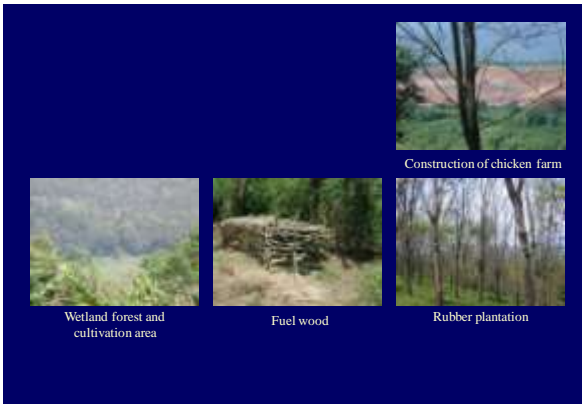 Construction of chicken farm
Wetland forest and
cultivation area
Fuel wood
Rubber plantation